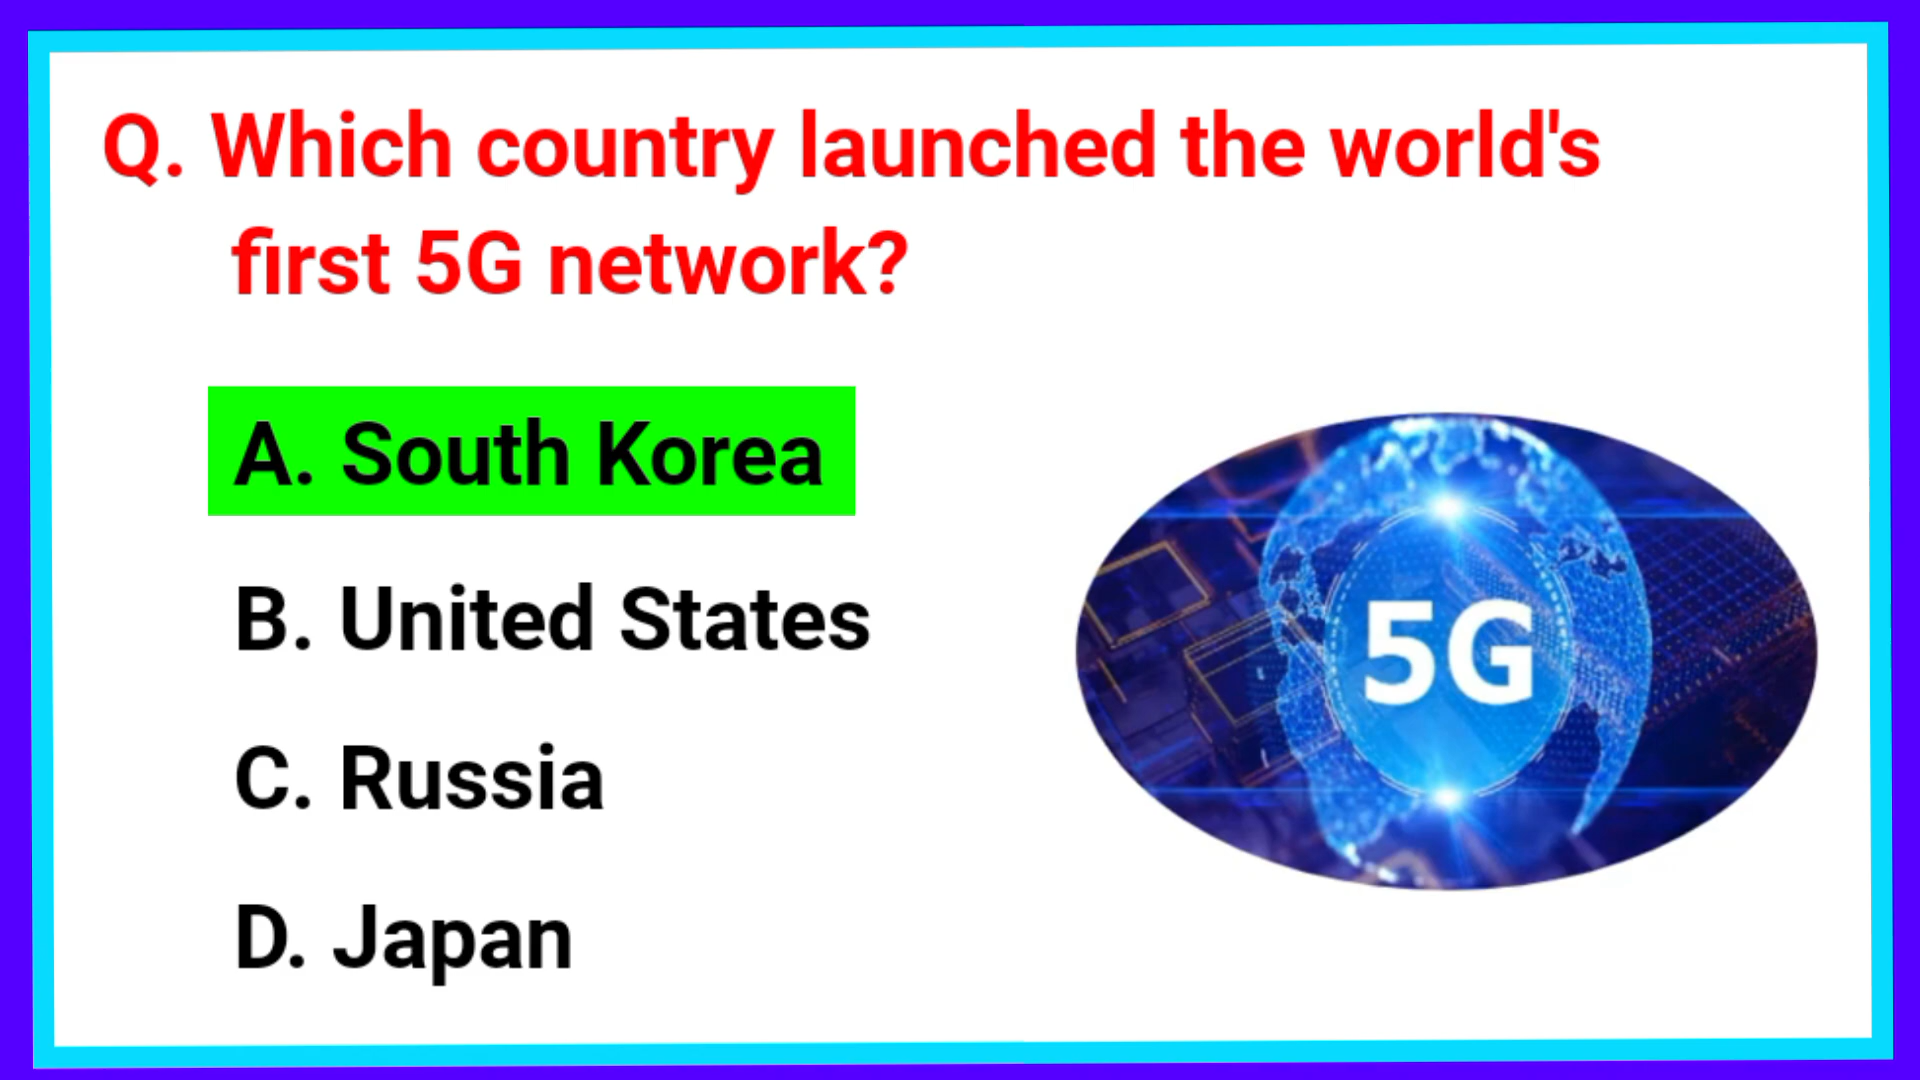 Q. Which country launched the world's
first 5G network?
A. South Korea
B. United States
C. Russia
D. Japan
5G